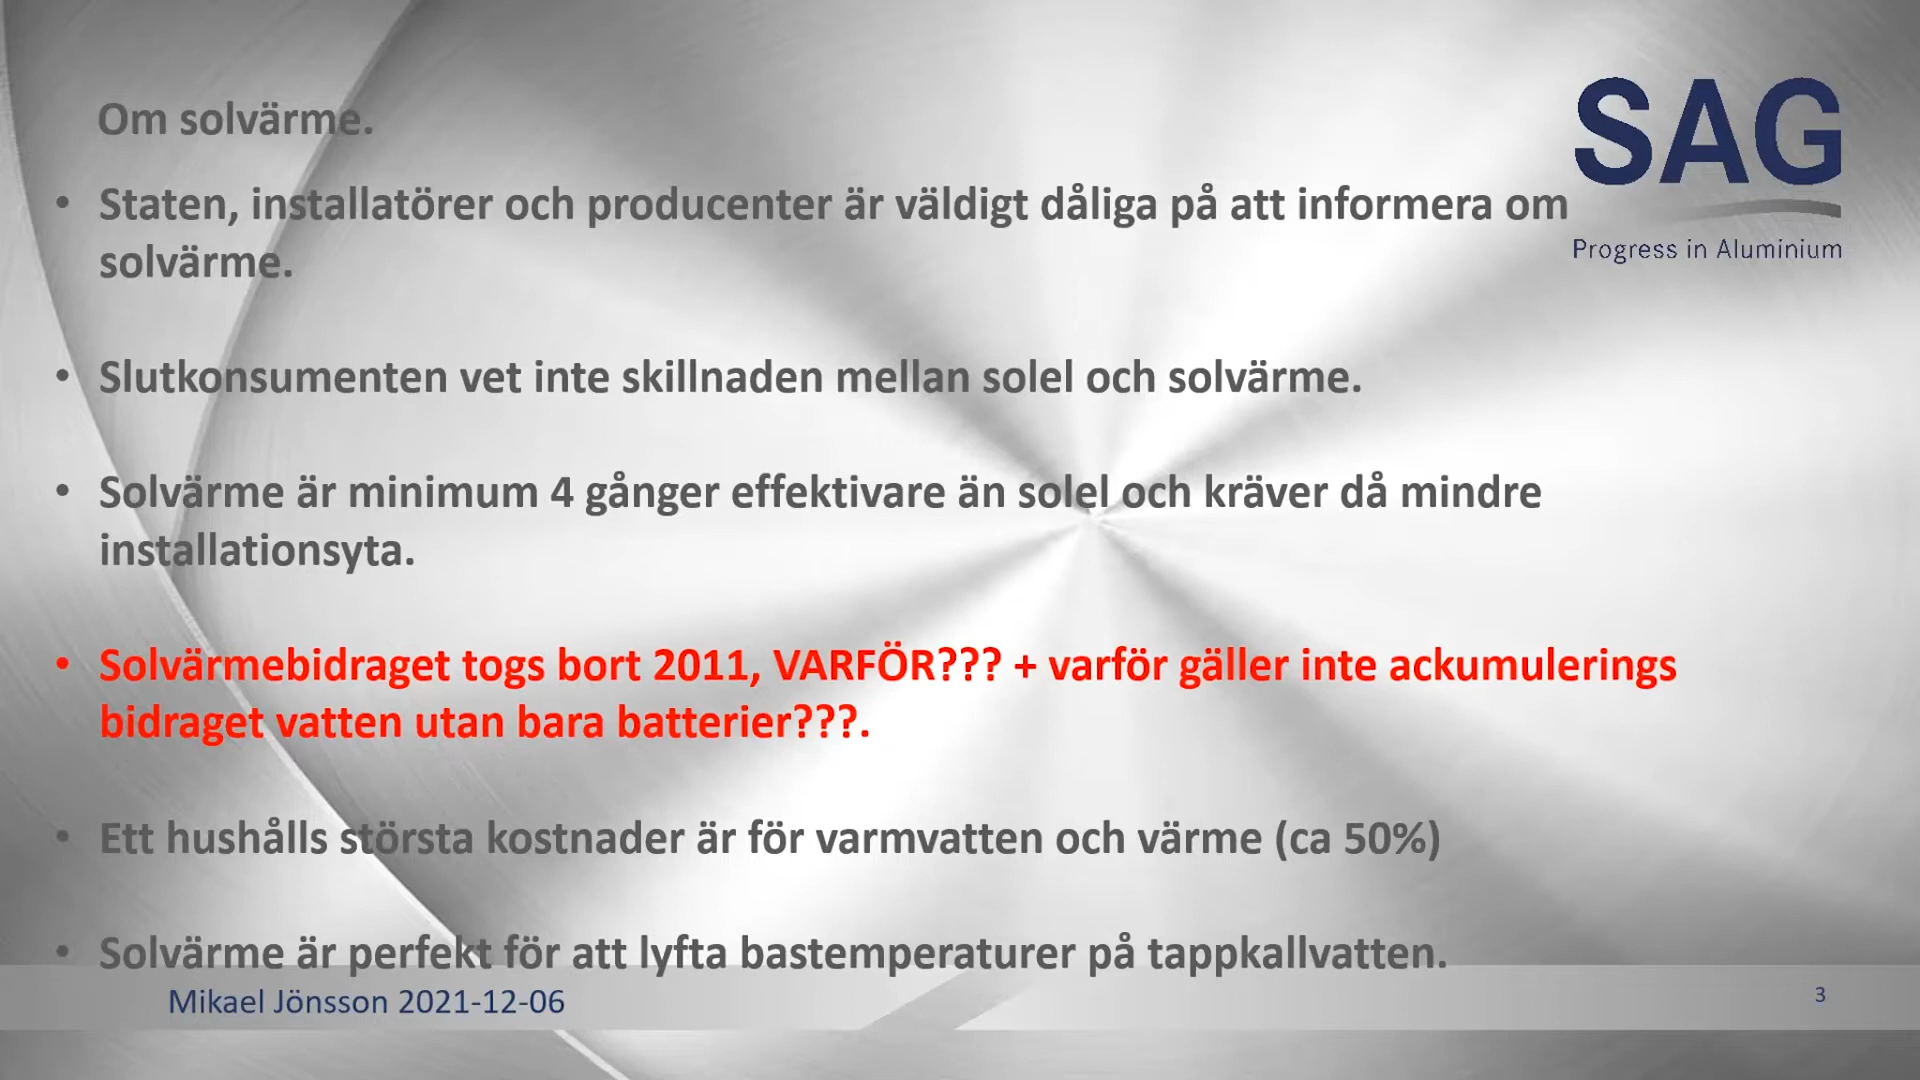 Om solvärme.
SAG
Progress in Aluminium
• Staten, installatörer och producenter är väldigt dåliga på att informera om
solvärme.
• Slutkonsumenten vet inte skillnaden mellan solel och solvärme.
• Solvärme är minimum 4 gånger effektivare än solel och kräver då mindre
installationsyta.
• Solvärmebidraget togs bort 2011, VARFÖR??? + varför gäller inte ackumulerings
bidraget vatten utan bara batterier???.
• Ett hushålls största kostnader är för varmvatten och värme (ca 50%)
• Solvärme är perfekt för att lyfta bastemperaturer på tappkallvatten.
Mikael Jönsson 2021-12-06
3